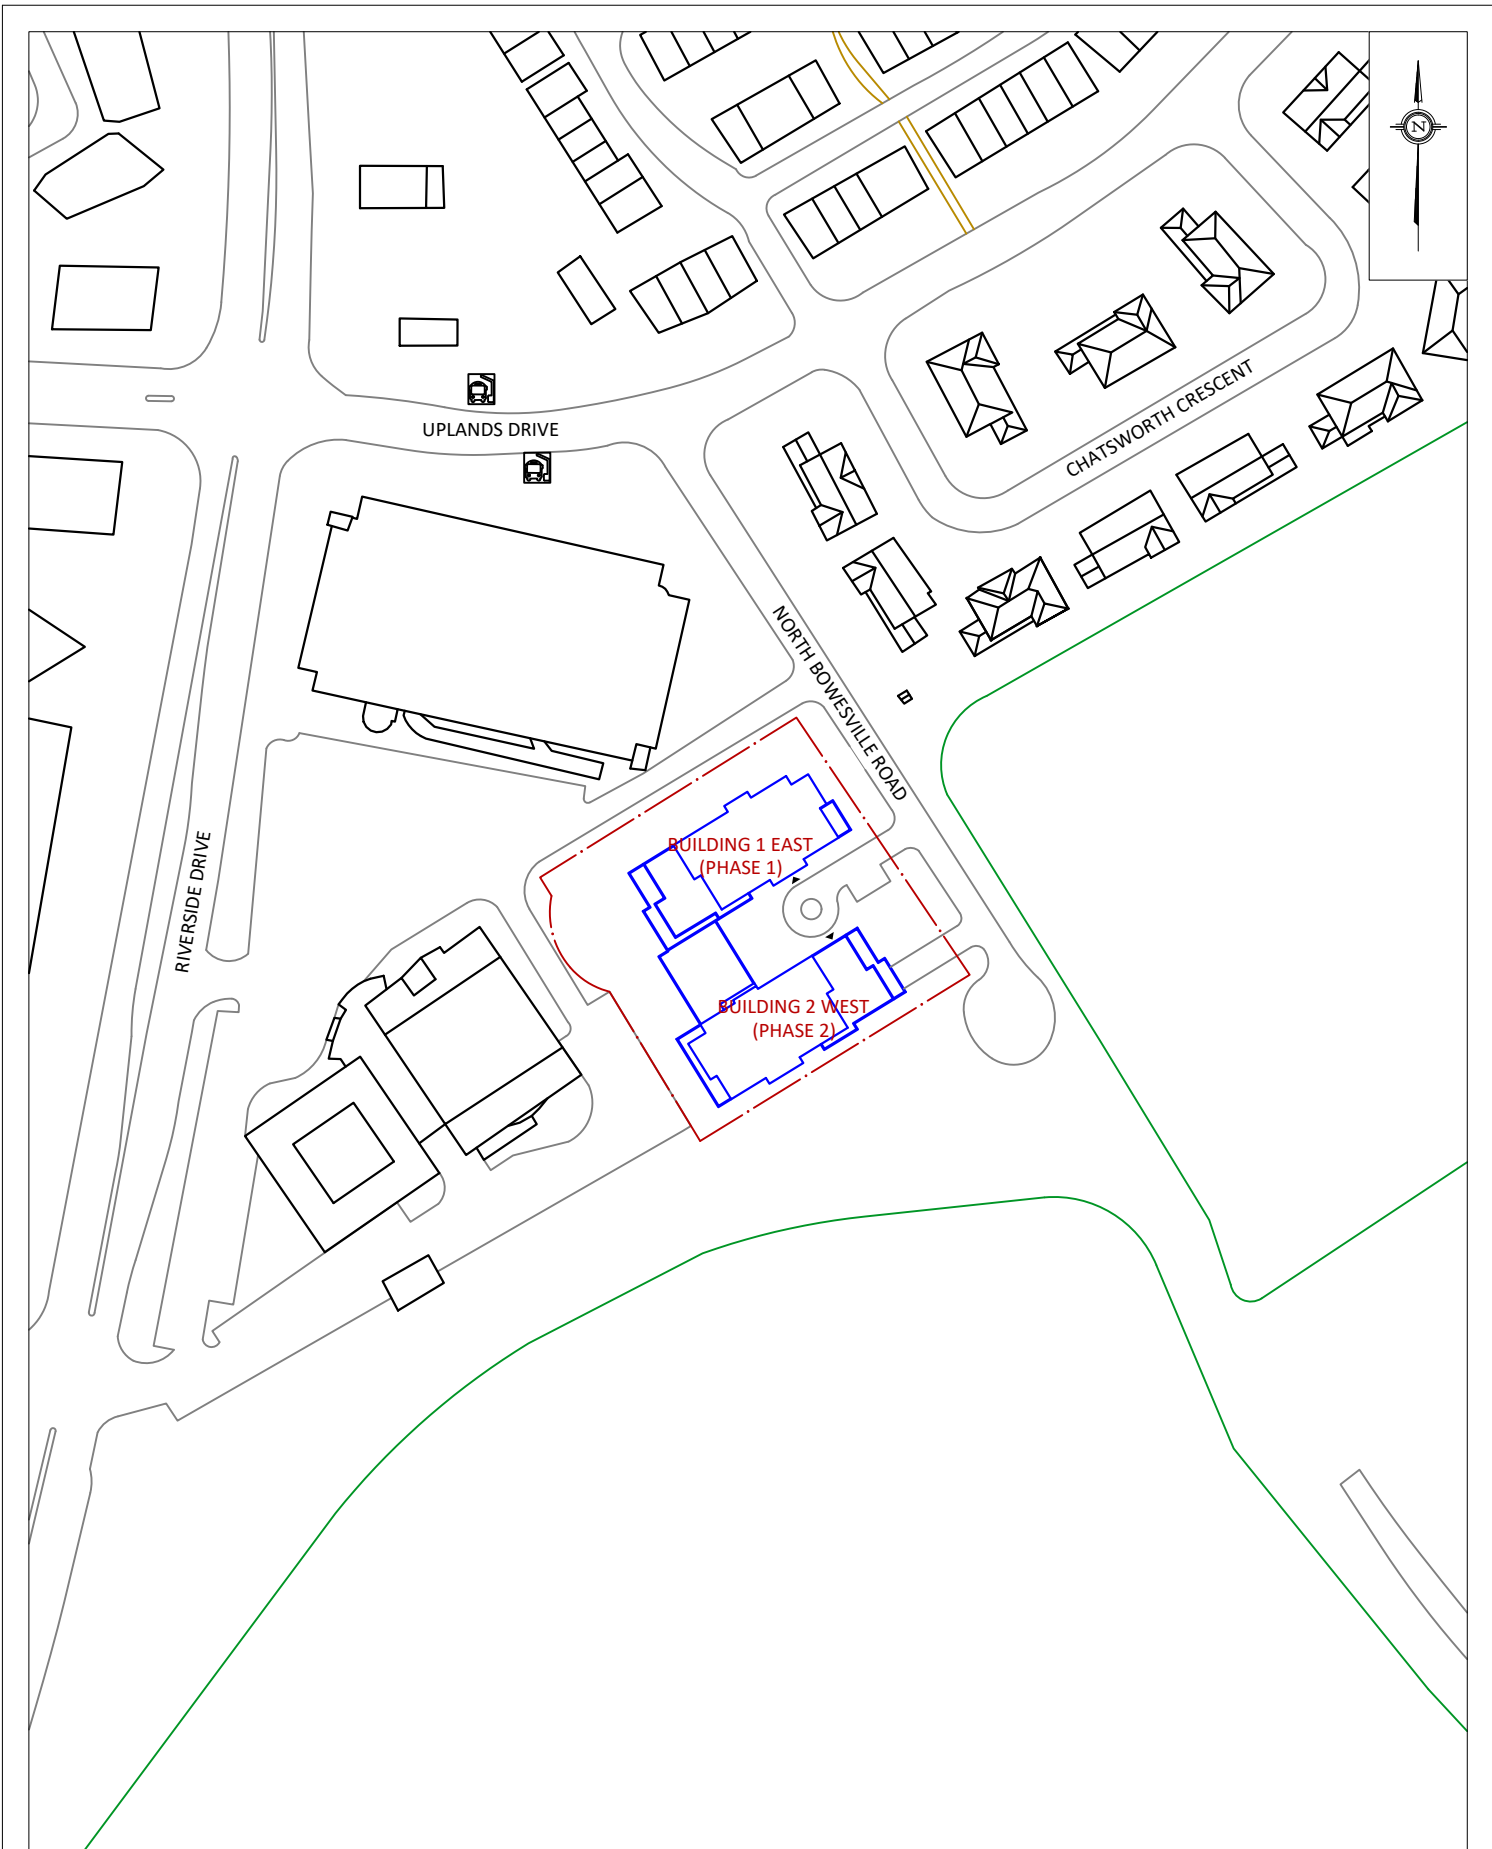 N
UPLANDS DRIVE
CHATSWORTH CRESCENT
NORTH BOWESVILLE ROAD
RIVERSIDE DRIVE
BUILDING 1 EAST
(PHASE 1)
BUILDING 2 WEST
(PHASE 2)